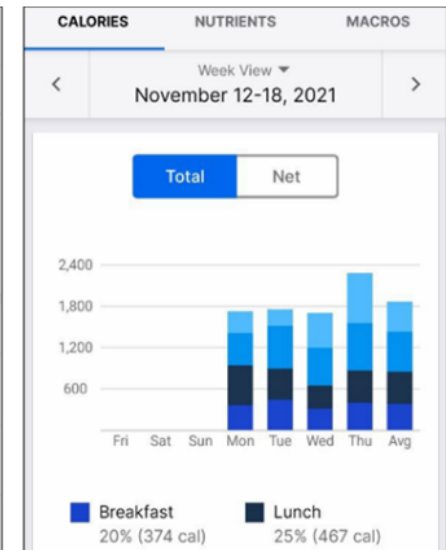 CALORIES NUTRIENTS MACROS
Week View
November 12-18, 2021
Total Net
2,400
1,800
1,200
600
Fri Sat Sun Mon Tue Wed Thu Avg
Breakfast Lunch
20% (374 cal) 25% (467 cal)